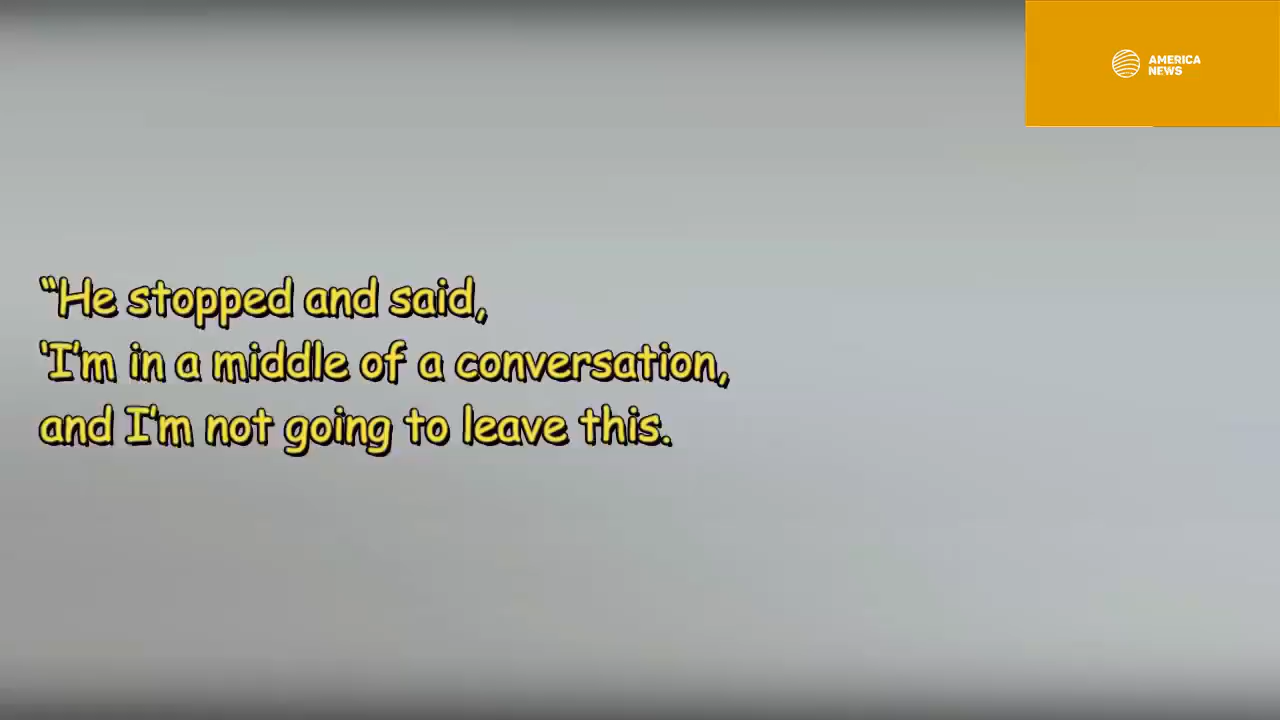 AMERICA
NEWS
“He stopped and said,
‘I’m in a middle of a conversation,
and I’m not going to leave this.